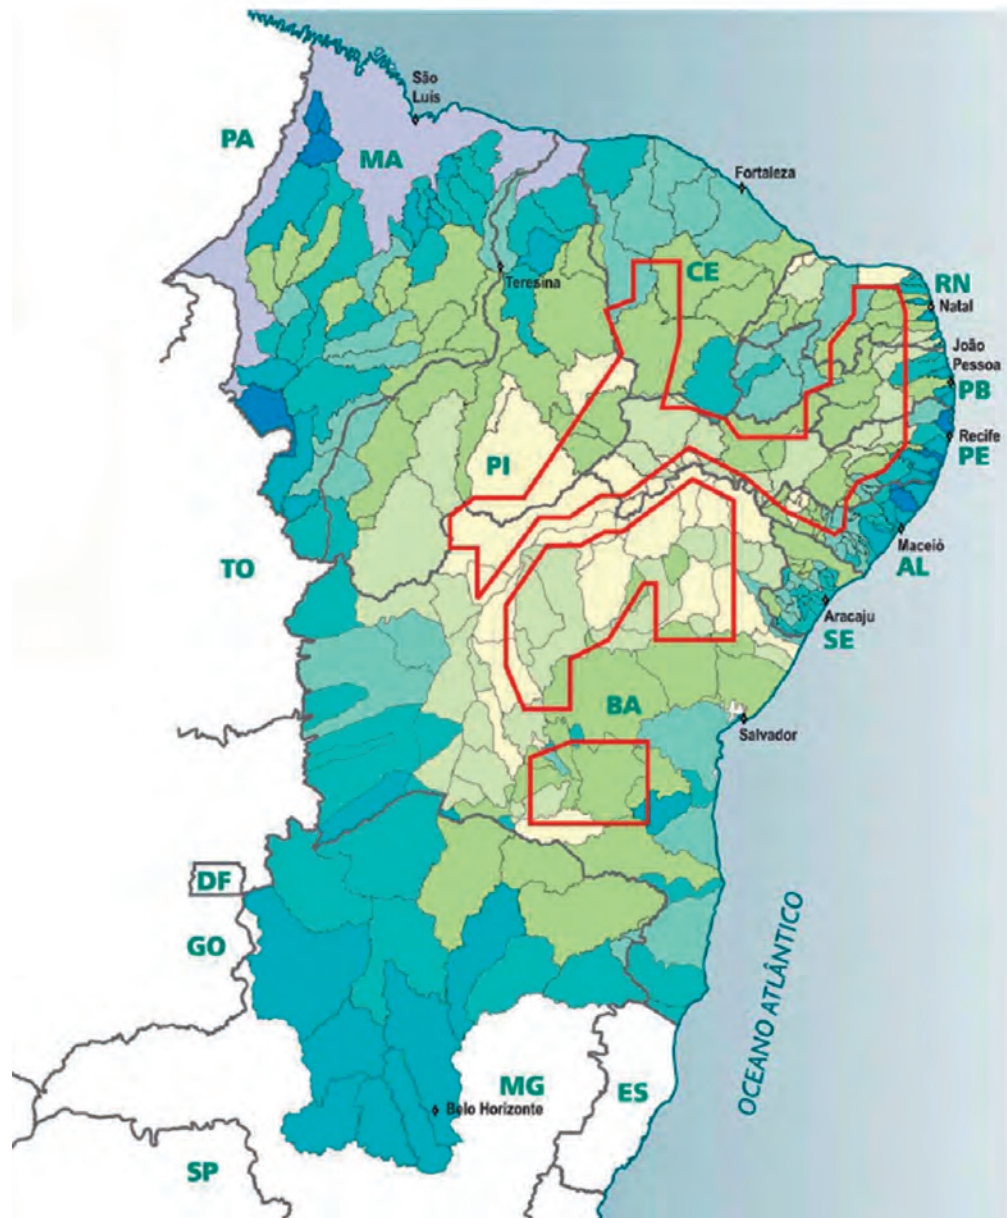 São
Luís
PA
MA
Fortaleza
CE
Teresina
RN
Natal
João
Pessoa
PB
Recife
PE
PI
Maceió
AL
TO
Aracaju
SE
BA
Salvador
DF
GO
OCEANO ATLÂNTICO
MG
ES
Belo Horizonte
SP